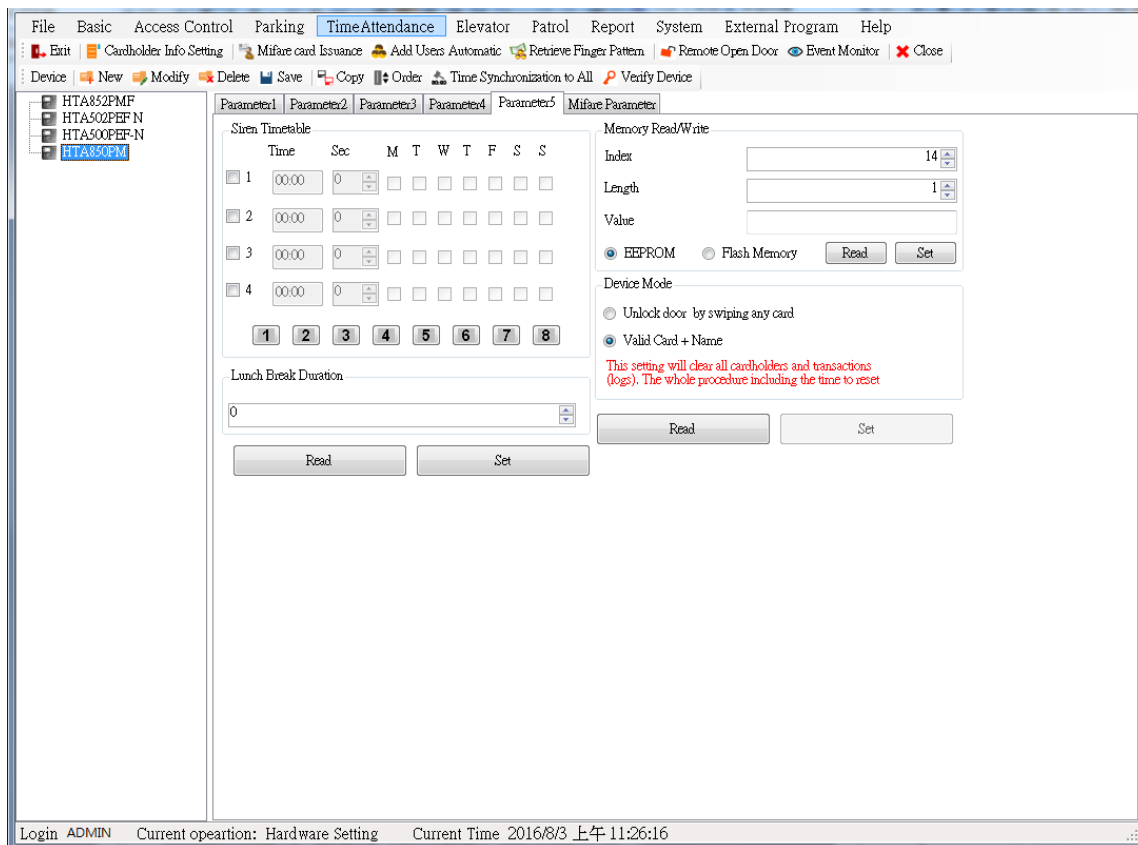 File Basic Access Control Parking TimeAttendance Elevator Patrol Report System External Program Help
Exit Cardholder Info Setting Mifare card Issuance Add Users Automatic Retrieve Finger Pattern Remote Open Door Event Monitor Close
Device New Modify Delete Save Copy Order Time Synchronization to All Verify Device
HTA852PMF
HTA502PEF N
HTA500PEF-N
HTA850PM
Parameter1 Parameter2 Parameter3 Parameter4 Parameter5 Mifare Parameter
Siren Timetable
Time Sec M T W T F S S
1 00:00 0
2 00:00 0
3 00:00 0
4 00:00 0
1 2 3 4 5 6 7 8
Lunch Break Duration
0
Read Set
Memory Read/Write
Index 14
Length 1
Value
EEPROM Flash Memory Read Set
Device Mode
Unlock door by swiping any card
Valid Card + Name
This setting will clear all cardholders and transactions
(logs). The whole procedure including the time to reset
Read Set
Login ADMIN Current opeartion: Hardware Setting Current Time 2016/8/3 上午 11:26:16